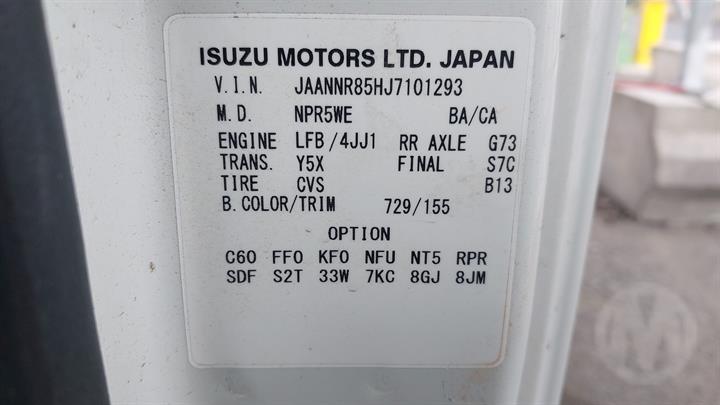 ISUZU MOTORS LTD. JAPAN
V.I.N. JAANNR85HJ7101293
M.D. NPR5WE BA/CA
ENGINE LFB/4JJ1 RR AXLE G73
TRANS. Y5X FINAL S7C
TIRE CVS B13
B.COLOR/TRIM 729/155
OPTION
C60 FF0 KF0 NFU NT5 RPR
SDF S2T 33W 7KC 8GJ 8JM
M